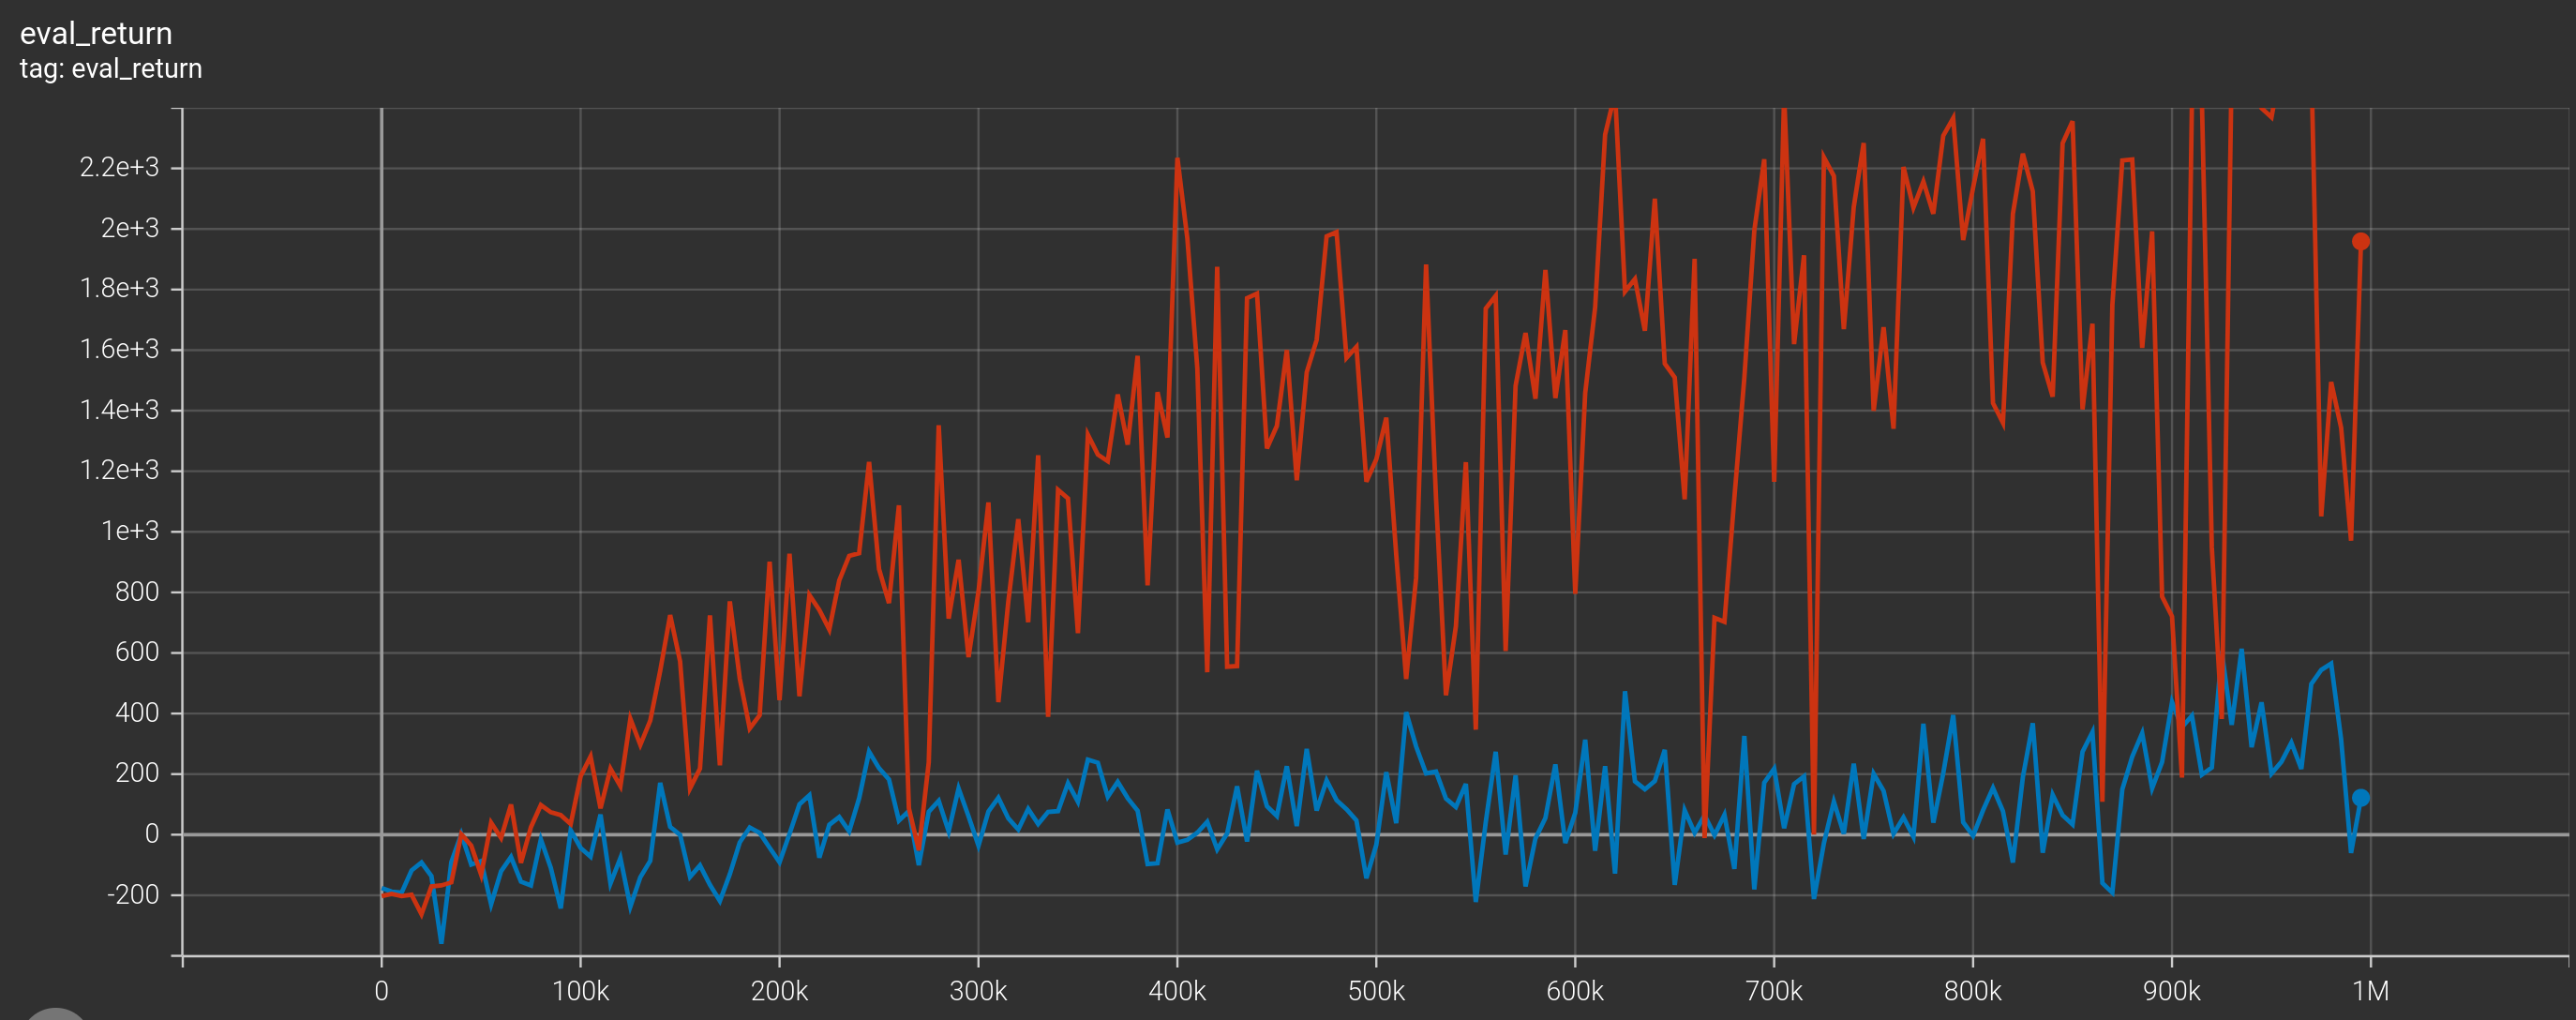 eval_return
tag: eval_return
2.2e+3
2e+3
1.8e+3
1.6e+3
1.4e+3
1.2e+3
1e+3
800
600
400
200
0
-200
0 100k 200k 300k 400k 500k 600k 700k 800k 900k 1M